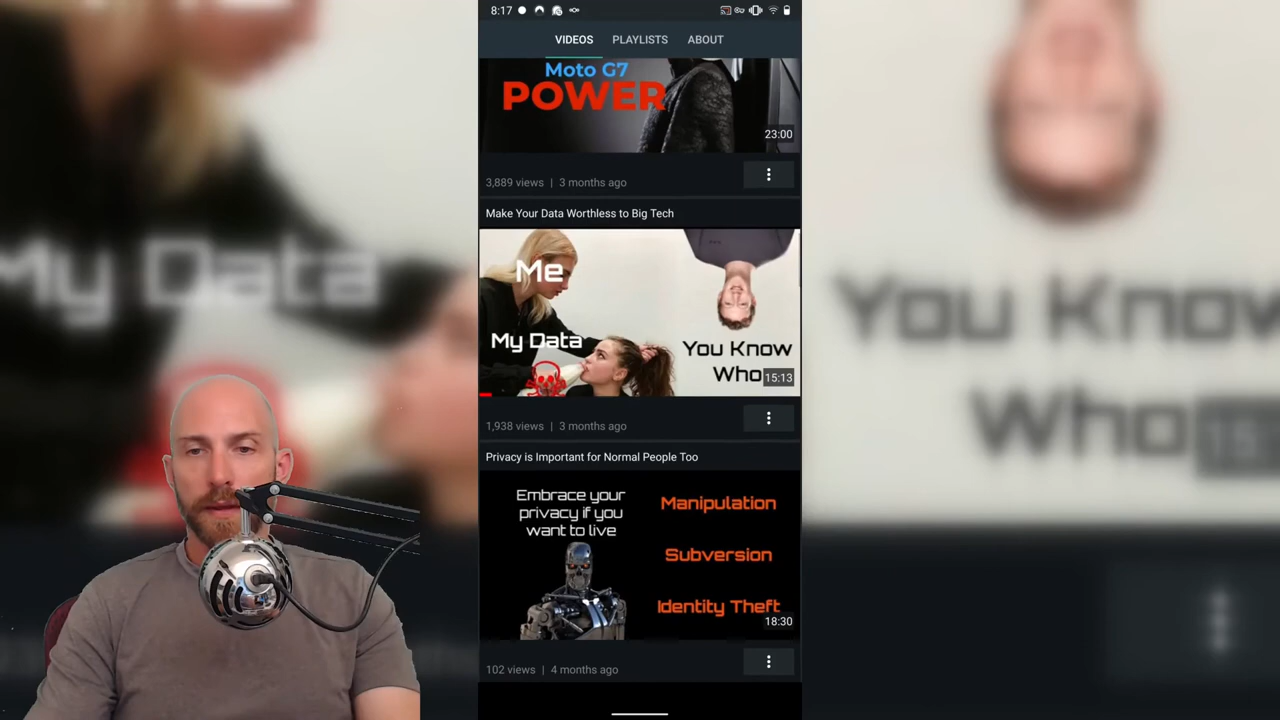 8:17
VIDEOS PLAYLISTS ABOUT
Moto G7
POWER
23:00
3,889 views | 3 months ago
Make Your Data Worthless to Big Tech
Me
My Data
You Know
Who
15:13
1,938 views | 3 months ago
Privacy is Important for Normal People Too
Embrace your
privacy if you
want to live
Manipulation
Subversion
Identity Theft
18:30
102 views | 4 months ago
My Data
You Know
Who